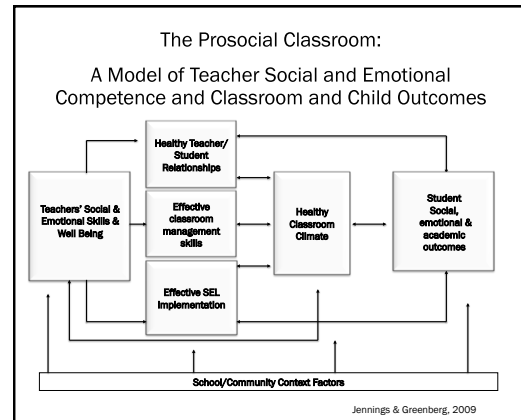 The Prosocial Classroom:
A Model of Teacher Social and Emotional
Competence and Classroom and Child Outcomes
Healthy Teacher/
Student
Relationships
Teachers' Social &
Emotional Skills &
Well Being
Effective
classroom
management
skills
Healthy
Classroom
Climate
Student
Social,
emotional &
academic
outcomes
Effective SEL
Implementation
School/Community Context Factors
Jennings & Greenberg, 2009